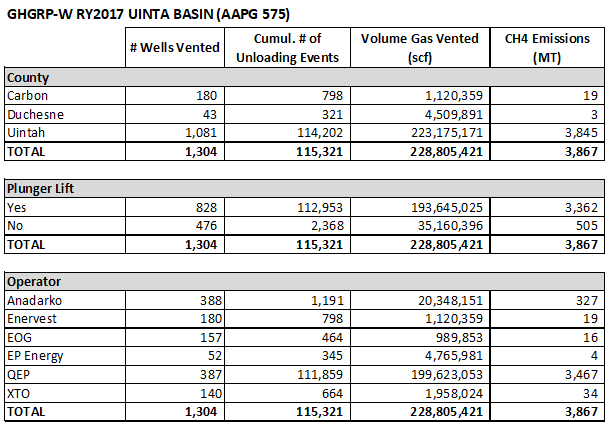 GHGRP-W RY2017 UINTA BASIN (AAPG 575)
# Wells Vented Cumul. # of Unloading Events Volume Gas Vented (scf) CH4 Emissions (MT)
County
Carbon 180 798 1,120,359 19
Duchesne 43 321 4,509,891 3
Uintah 1,081 114,202 223,175,171 3,845
TOTAL 1,304 115,321 228,805,421 3,867
Plunger Lift
Yes 828 112,953 193,645,025 3,362
No 476 2,368 35,160,396 505
TOTAL 1,304 115,321 228,805,421 3,867
Operator
Anadarko 388 1,191 20,348,151 327
Enervest 180 798 1,120,359 19
EOG 157 464 989,853 16
EP Energy 52 345 4,765,981 4
QEP 387 111,859 199,623,053 3,467
XTO 140 664 1,958,024 34
TOTAL 1,304 115,321 228,805,421 3,867